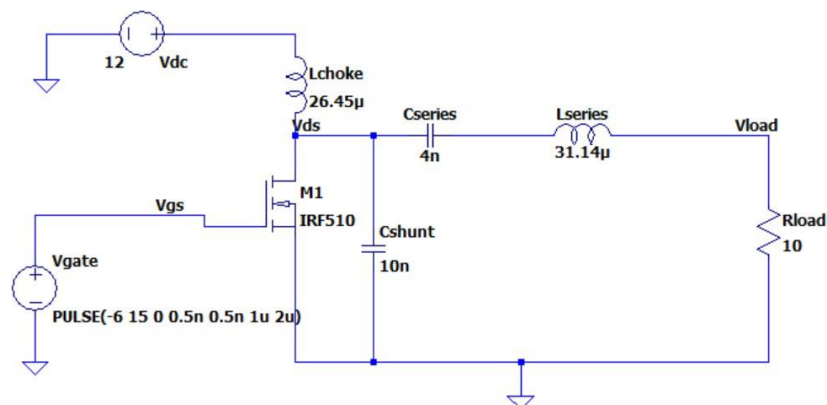 12
Vdc
Lchoke
26.45µ
Vds
Cseries
4n
Lseries
31.14µ
Vload
M1
IRF510
Vgs
Cshunt
10n
Rload
10
Vgate
PULSE(-6 15 0 0.5n 0.5n 1u 2u)